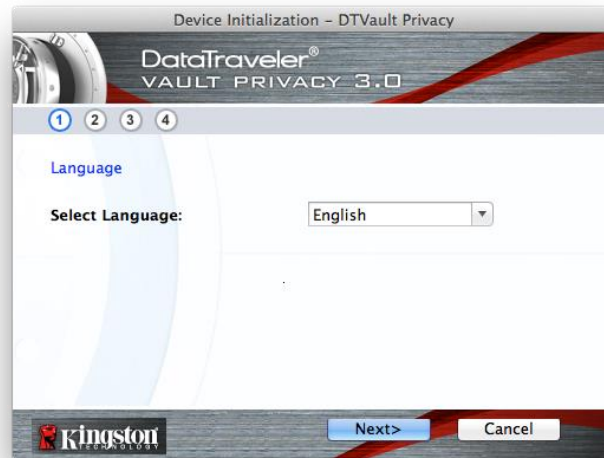 Device Initialization – DTVault Privacy
DataTraveler®
VAULT PRIVACY 3.0
1 2 3 4
Language
Select Language: English
Kingston
TECHNOLOGY
Next> Cancel